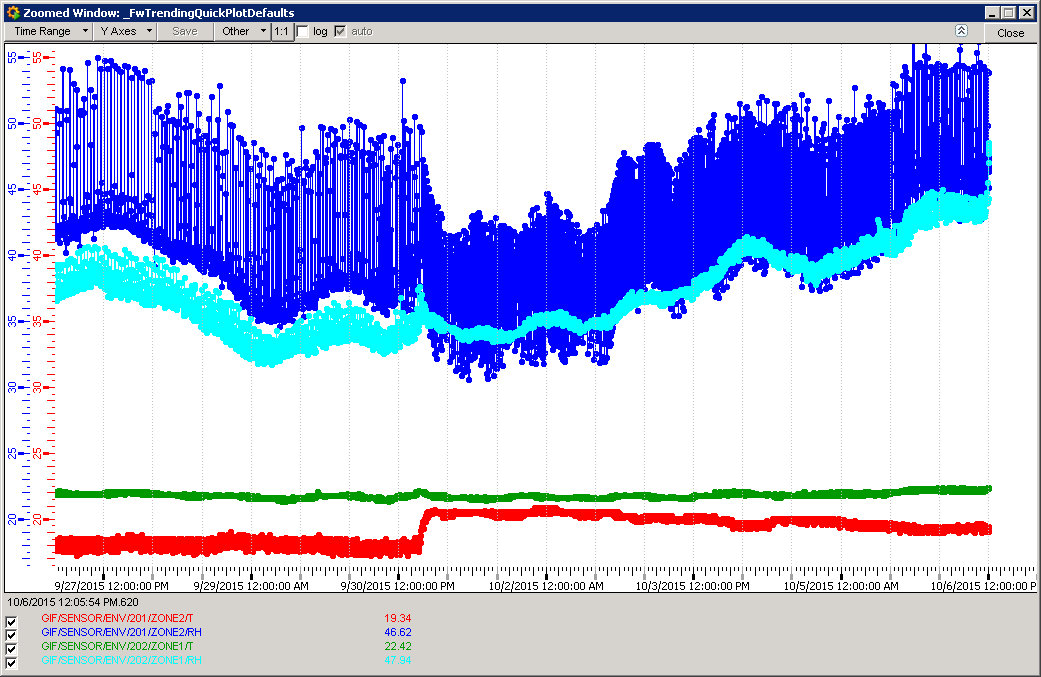 Zoomed Window: _FwTrendingQuickPlotDefaults
Time Range Y Axes Save Other 1:1 log auto Close
55 55
50 50
45 45
40 40
35 35
30 30
25 25
20 20
9/27/2015 12:00:00 PM 9/29/2015 12:00:00 AM 9/30/2015 12:00:00 PM 10/2/2015 12:00:00 AM 10/3/2015 12:00:00 PM 10/5/2015 12:00:00 AM 10/6/2015 12:00:00 P
10/6/2015 12:05:54 PM.620
GIF/SENSOR/ENV/201/ZONE2/T 19.34
GIF/SENSOR/ENV/201/ZONE2/RH 46.62
GIF/SENSOR/ENV/202/ZONE1/T 22.42
GIF/SENSOR/ENV/202/ZONE1/RH 47.94